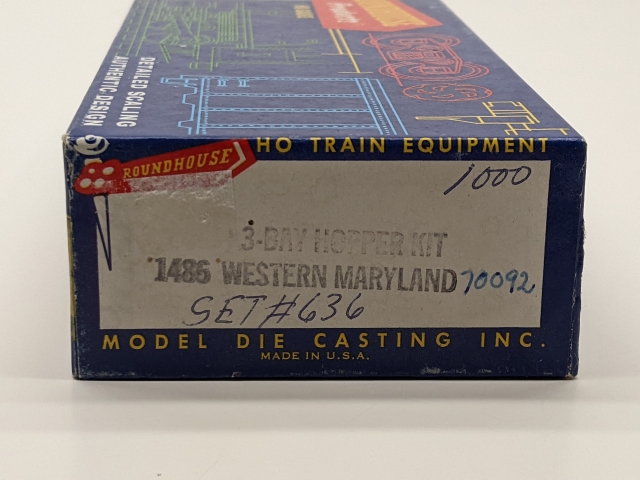 Products
DETAILED SCALING
AUTHENTIC DESIGN
ROUNDHOUSE
HO TRAIN EQUIPMENT
1000
3-BAY HOPPER KIT
1486 WESTERN MARYLAND 70092
SET#636
MODEL DIE CASTING INC.
MADE IN U.S.A.